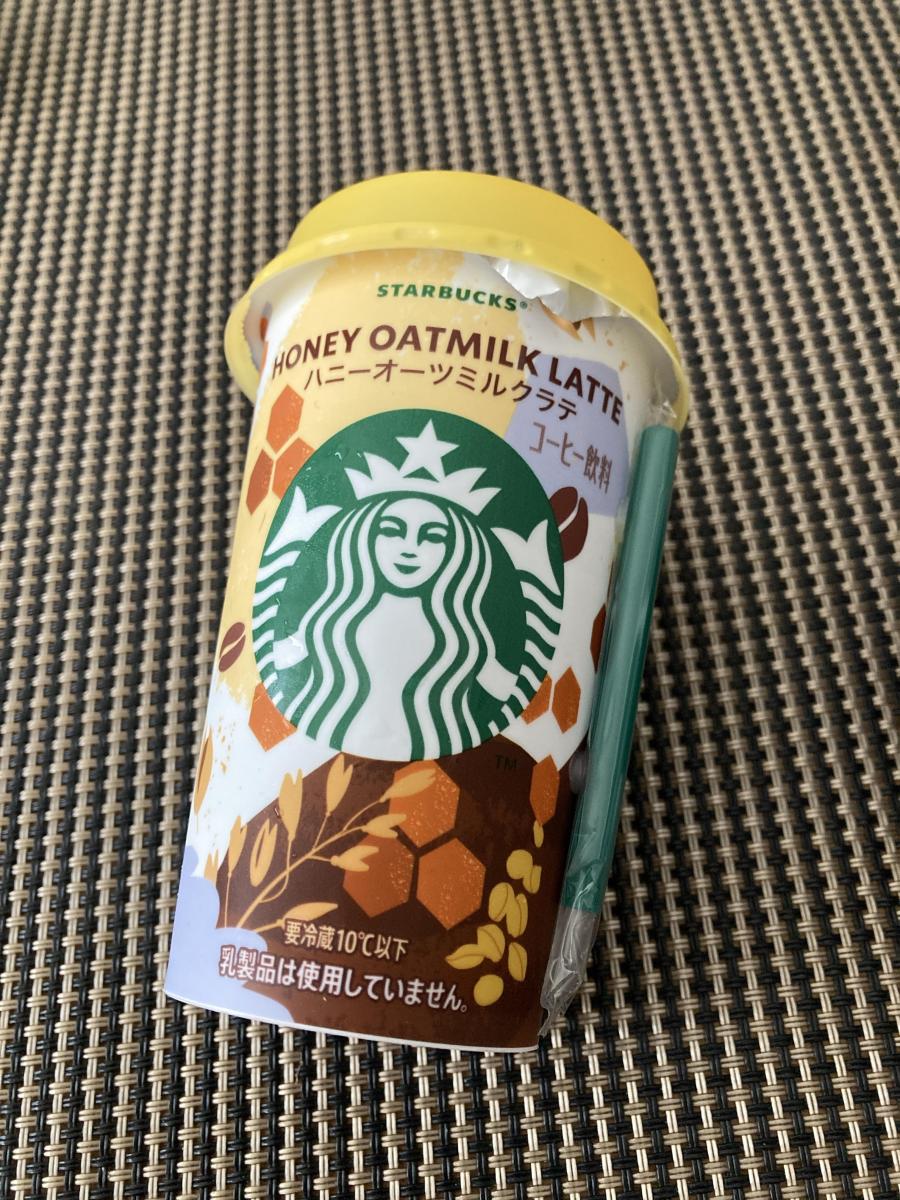 STARBUCKS®
HONEY OATMILK LATTE
ハニーオーツミルクラテ
コーヒー飲料
TM
要冷蔵10℃以下
乳製品は使用していません。